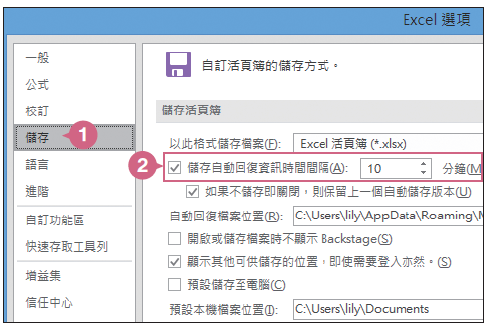 Excel 選項
一般
公式
校訂
儲存
語言
進階
自訂功能區
快速存取工具列
增益集
信任中心
自訂活頁簿的儲存方式。
儲存活頁簿
以此格式儲存檔案(F): Excel 活頁簿 (*.xlsx)
儲存自動回復資訊時間間隔(A): 10 分鐘(M
如果不儲存即關閉，則保留上一個自動儲存版本(U)
自動回復檔案位置(R): C:\Users\lily\AppData\Roaming\M
開啟或儲存檔案時不顯示 Backstage(S)
顯示其他可供儲存的位置，即使需要登入亦然。(S)
預設儲存至電腦(C)
預設本機檔案位置(I): C:\Users\lily\Documents
1
2